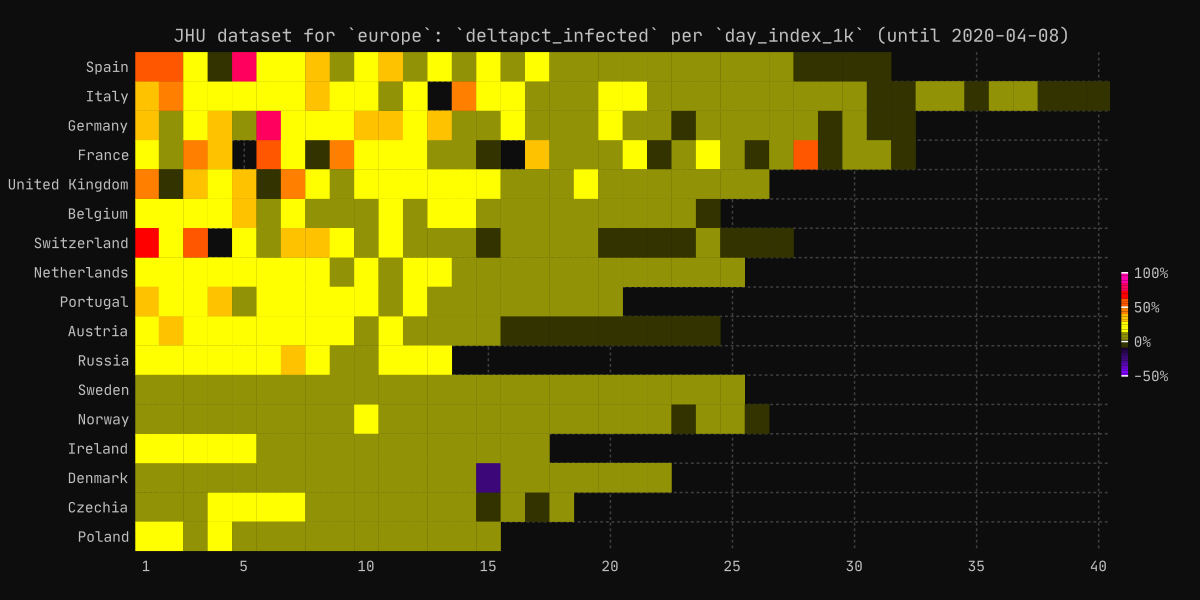 JHU dataset for `europe`: `deltapct_infected` per `day_index_1k` (until 2020-04-08)
Spain
Italy
Germany
France
United Kingdom
Belgium
Switzerland
Netherlands
Portugal
Austria
Russia
Sweden
Norway
Ireland
Denmark
Czechia
Poland
1 5 10 15 20 25 30 35 40
100%
50%
0%
-50%